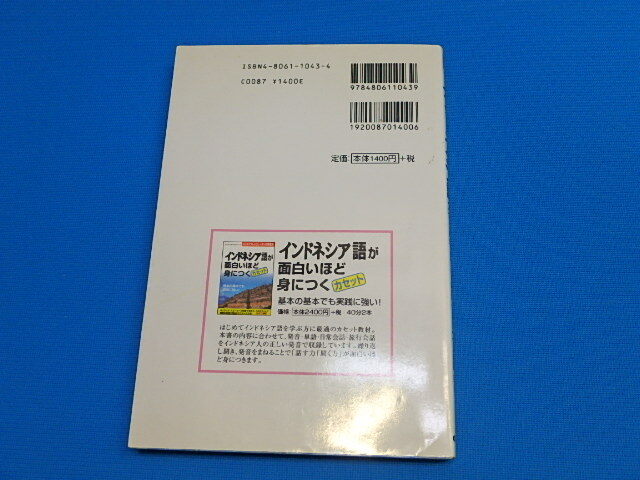 ISBN4-8061-1043-4
C0087 ¥1400E
9784806110439
1920087014006
定価：本体1400円+税
インドネシア語が
面白いほど
身につく
カセット
インドネシア語が
面白いほど
身につく カセット
基本の基本でも実践に強い！
価格：本体2400円+税 40分2本
はじめてインドネシア語を学ぶ方に最適のカセット教材。
本書の内容に合わせて、発音・単語・日常会話・旅行会話
をインドネシア人の正しい発音で収録しています。繰り返
し聞き、発音をまねることで「話す力」「聞く力」が面白いほ
ど身につきます。